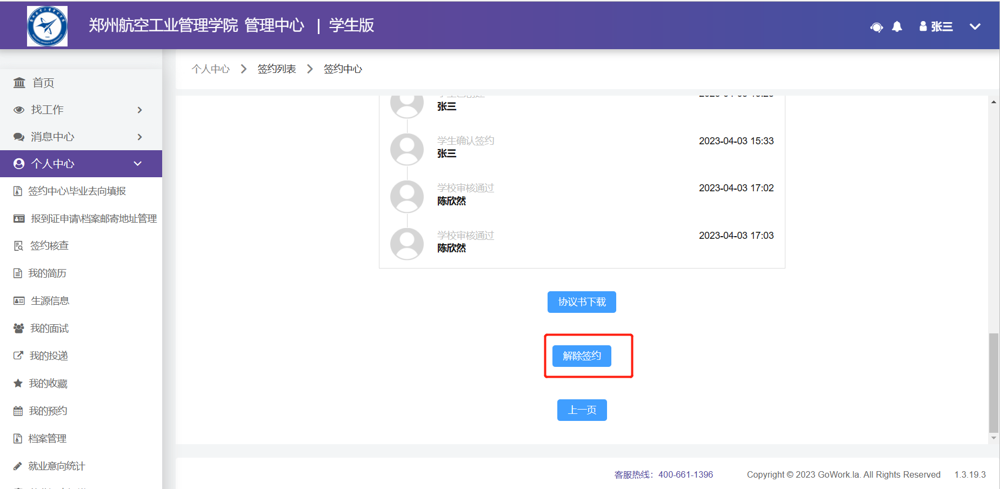 郑州航空工业管理学院 管理中心 | 学生版
张三
首页
找工作
消息中心
个人中心
签约中心\毕业去向填报
报到证申请\档案邮寄地址管理
签约核查
我的简历
生源信息
我的面试
我的投递
我的收藏
我的预约
档案管理
就业意向统计
个人中心 > 签约列表 > 签约中心
张三
学生确认签约 2023-04-03 15:33
张三
学校审核通过 2023-04-03 17:02
陈欣然
学校审核通过 2023-04-03 17:03
陈欣然
协议书下载
解除签约
上一页
客服热线：400-661-1396 Copyright © 2023 GoWork.la. All Rights Reserved 1.3.19.3